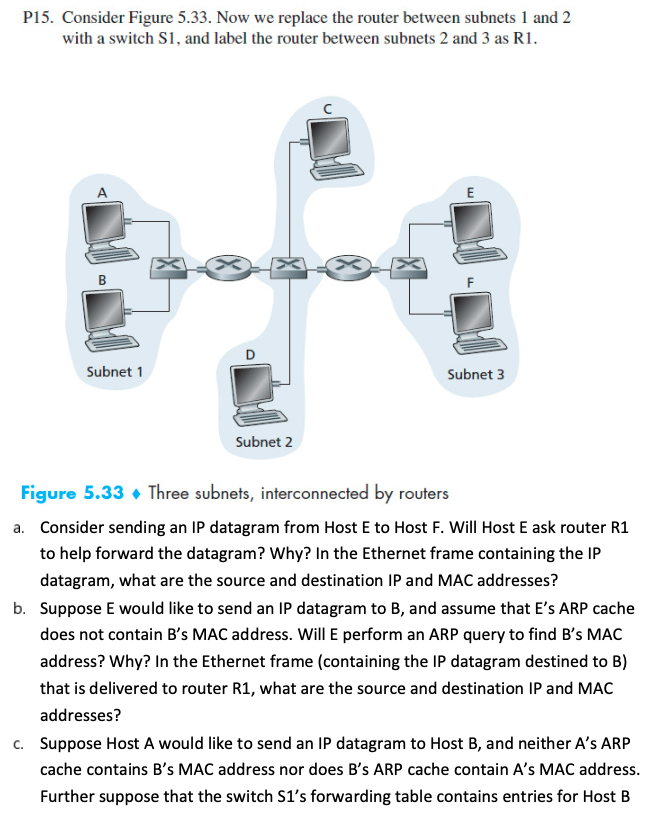 P15. Consider Figure 5.33. Now we replace the router between subnets 1 and 2
with a switch S1, and label the router between subnets 2 and 3 as R1.
C
A
E
B
F
D
Subnet 1
Subnet 3
Subnet 2
Figure 5.33 ♦ Three subnets, interconnected by routers
a. Consider sending an IP datagram from Host E to Host F. Will Host E ask router R1
to help forward the datagram? Why? In the Ethernet frame containing the IP
datagram, what are the source and destination IP and MAC addresses?
b. Suppose E would like to send an IP datagram to B, and assume that E’s ARP cache
does not contain B’s MAC address. Will E perform an ARP query to find B’s MAC
address? Why? In the Ethernet frame (containing the IP datagram destined to B)
that is delivered to router R1, what are the source and destination IP and MAC
addresses?
c. Suppose Host A would like to send an IP datagram to Host B, and neither A’s ARP
cache contains B’s MAC address nor does B’s ARP cache contain A’s MAC address.
Further suppose that the switch S1’s forwarding table contains entries for Host B